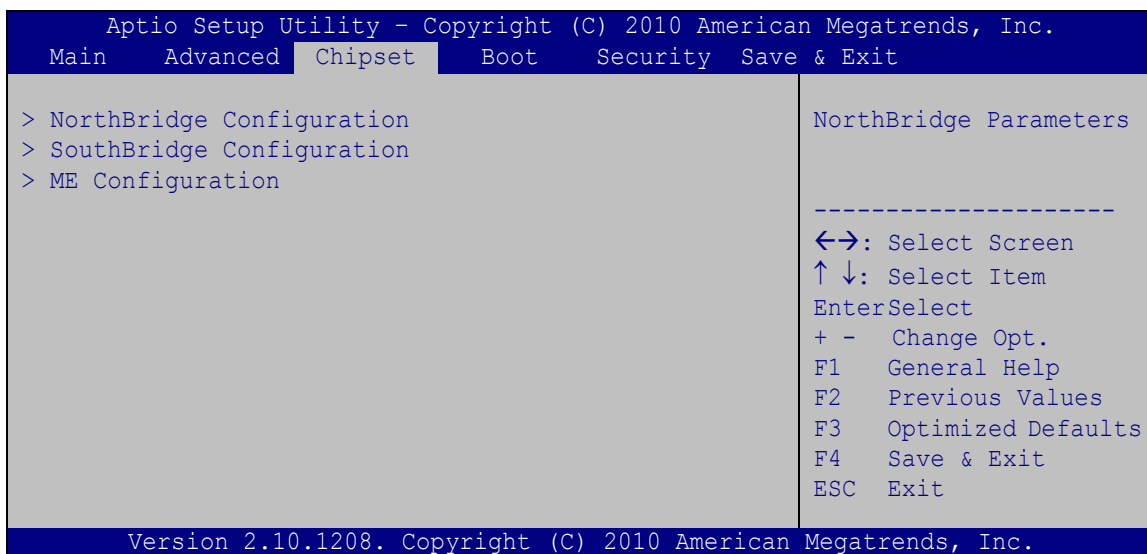 Aptio Setup Utility – Copyright (C) 2010 American Megatrends, Inc.
Main Advanced Chipset Boot Security Save & Exit
> NorthBridge Configuration
> SouthBridge Configuration
> ME Configuration
NorthBridge Parameters
---------------------
←→: Select Screen
↑ ↓: Select Item
EnterSelect
+ - Change Opt.
F1 General Help
F2 Previous Values
F3 Optimized Defaults
F4 Save & Exit
ESC Exit
Version 2.10.1208. Copyright (C) 2010 American Megatrends, Inc.